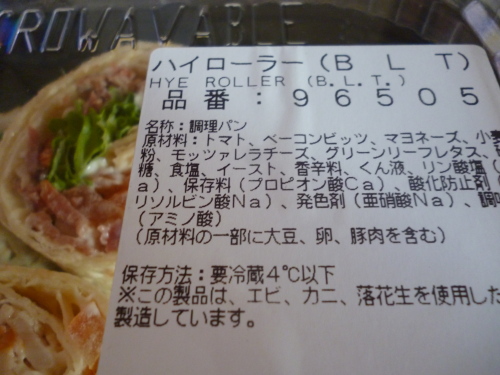 CROWAVABLE
ハイローラー(B L T)
HYE ROLLER (B.L.T.)
品番:96505
名称:調理パン
原材料:トマト、ベーコンビッツ、マヨネーズ、小麦
粉、モッツァレラチーズ、グリーンリーフレタス、
糖、食塩、イースト、香辛料、くん液、リン酸塩(
a)、保存料(プロピオン酸Ca)、酸化防止剤
リソルビン酸Na)、発色剤(亜硝酸Na)、調味
(アミノ酸)
(原材料の一部に大豆、卵、豚肉を含む)
保存方法:要冷蔵4℃以下
※この製品は、エビ、カニ、落花生を使用した
製造しています。